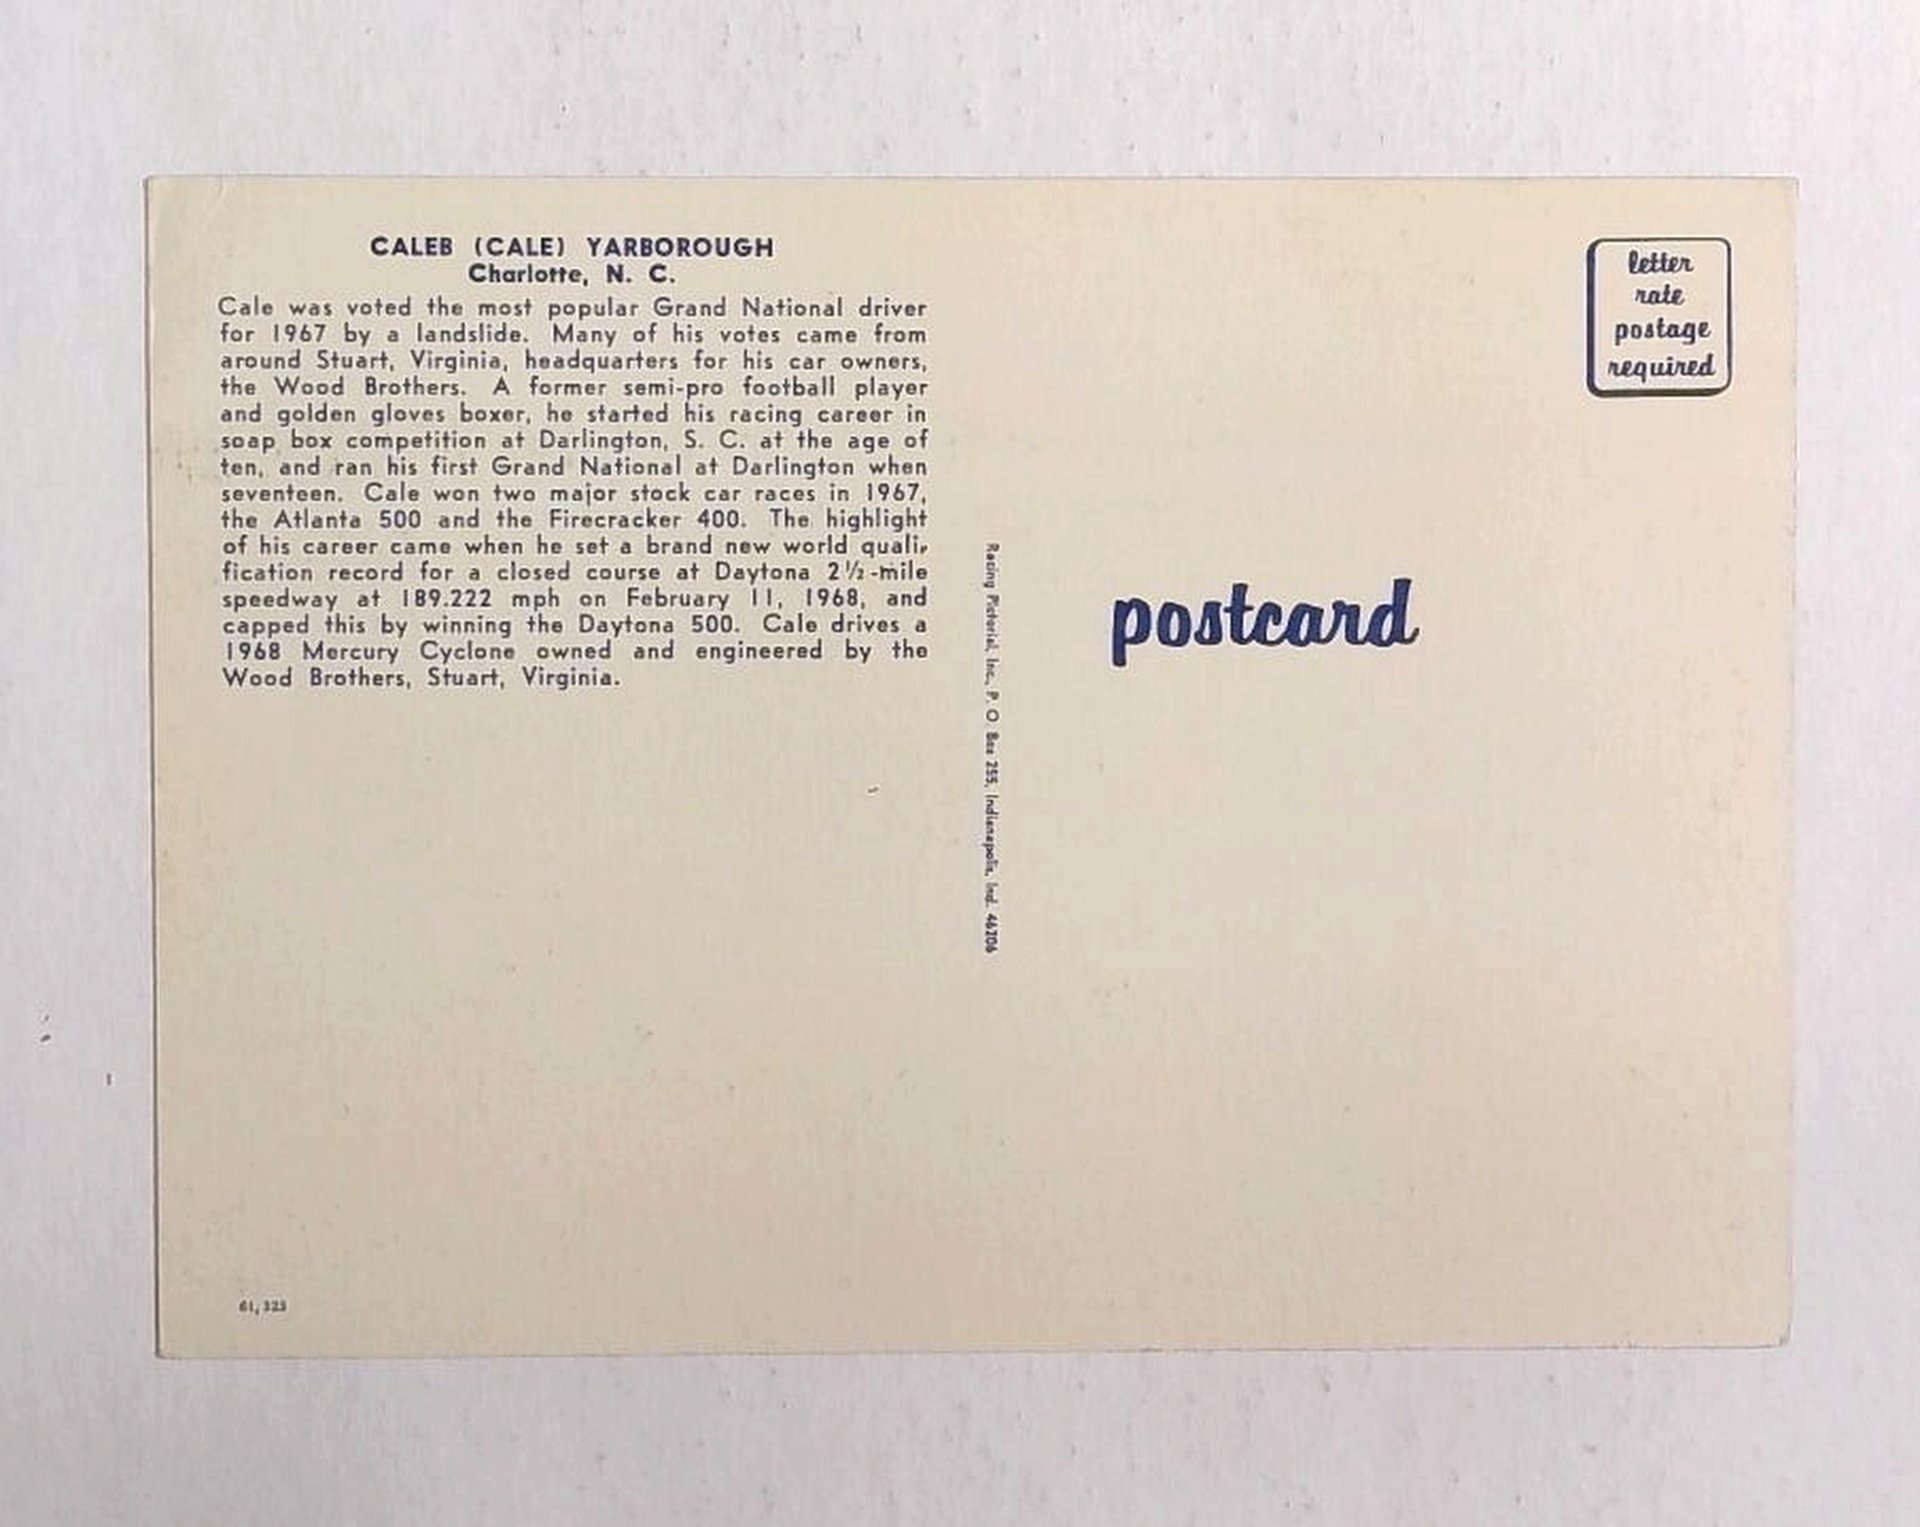 CALEB (CALE) YARBOROUGH
Charlotte, N. C.
Cale was voted the most popular Grand National driver
for 1967 by a landslide. Many of his votes came from
around Stuart, Virginia, headquarters for his car owners,
the Wood Brothers. A former semi-pro football player
and golden gloves boxer, he started his racing career in
soap box competition at Darlington, S. C. at the age of
ten, and ran his first Grand National at Darlington when
seventeen. Cale won two major stock car races in 1967,
the Atlanta 500 and the Firecracker 400. The highlight
of his career came when he set a brand new world quali-
fication record for a closed course at Daytona 2½-mile
speedway at 189.222 mph on February 11, 1968, and
capped this by winning the Daytona 500. Cale drives a
1968 Mercury Cyclone owned and engineered by the
Wood Brothers, Stuart, Virginia.
61,323
Racing Pictorial, Inc., P. O. Box 255, Indianapolis, Ind. 46206
letter
rate
postage
required
postcard